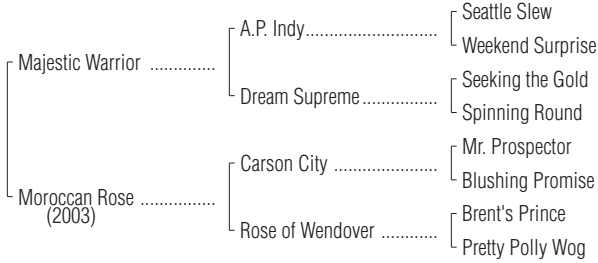 Seattle Slew
A.P. Indy..........................
Weekend Surprise
Majestic Warrior .............
Seeking the Gold
Dream Supreme...............
Spinning Round
Mr. Prospector
Carson City .....................
Blushing Promise
Moroccan Rose ...............
(2003)
Brent's Prince
Rose of Wendover ............
Pretty Polly Wog